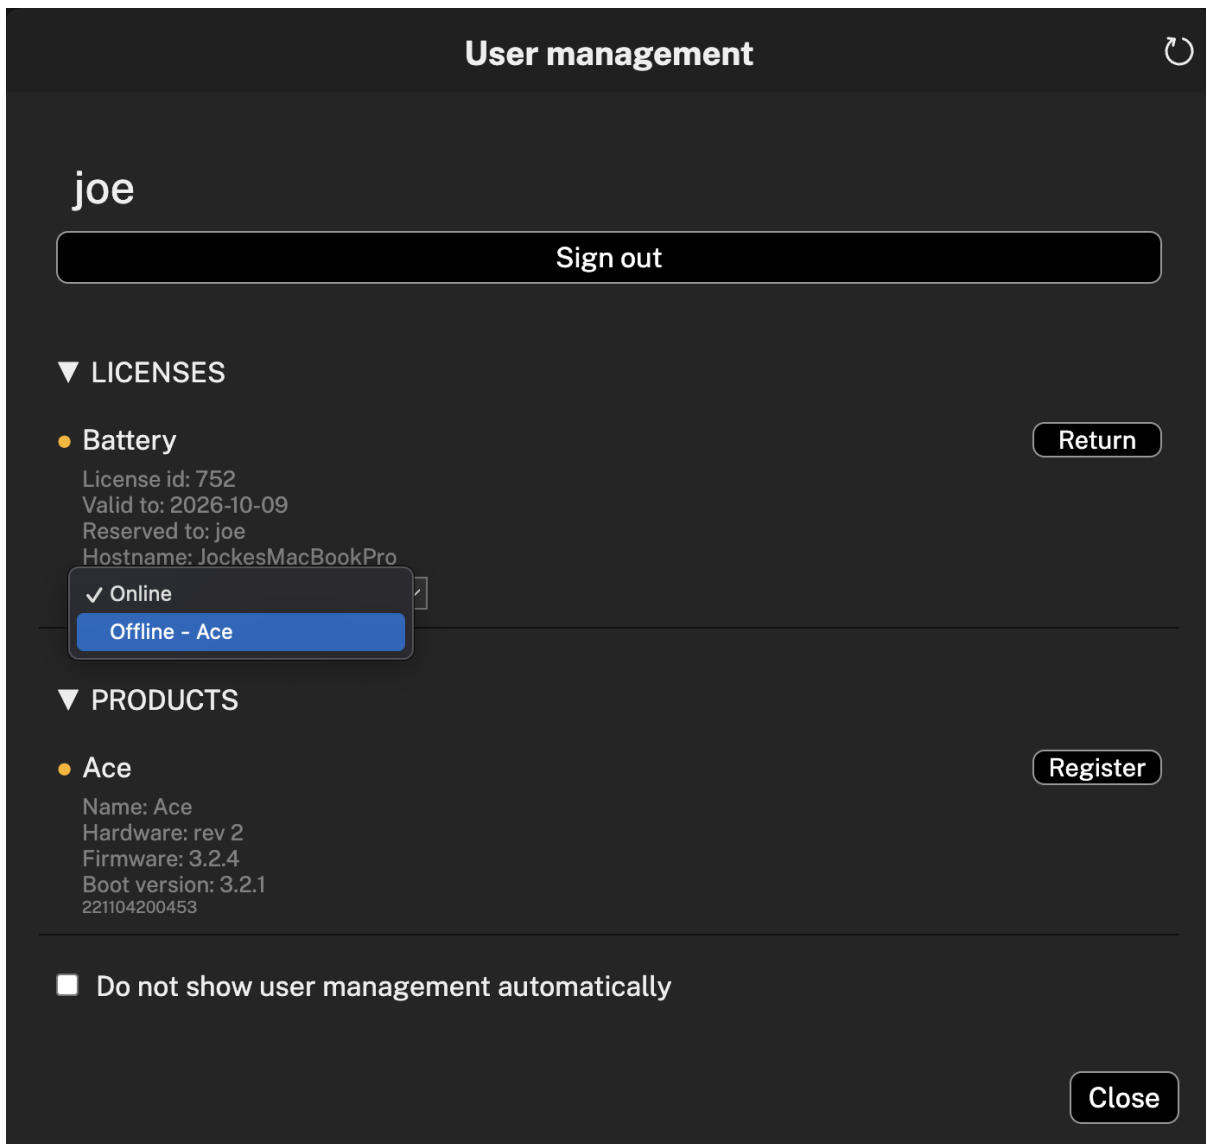 User management
joe
Sign out
▼ LICENSES
Battery
Return
License id: 752
Valid to: 2026-10-09
Reserved to: joe
Hostname: JockesMacBookPro
✓ Online
Offline - Ace
▼ PRODUCTS
Ace
Register
Name: Ace
Hardware: rev 2
Firmware: 3.2.4
Boot version: 3.2.1
221104200453
Do not show user management automatically
Close